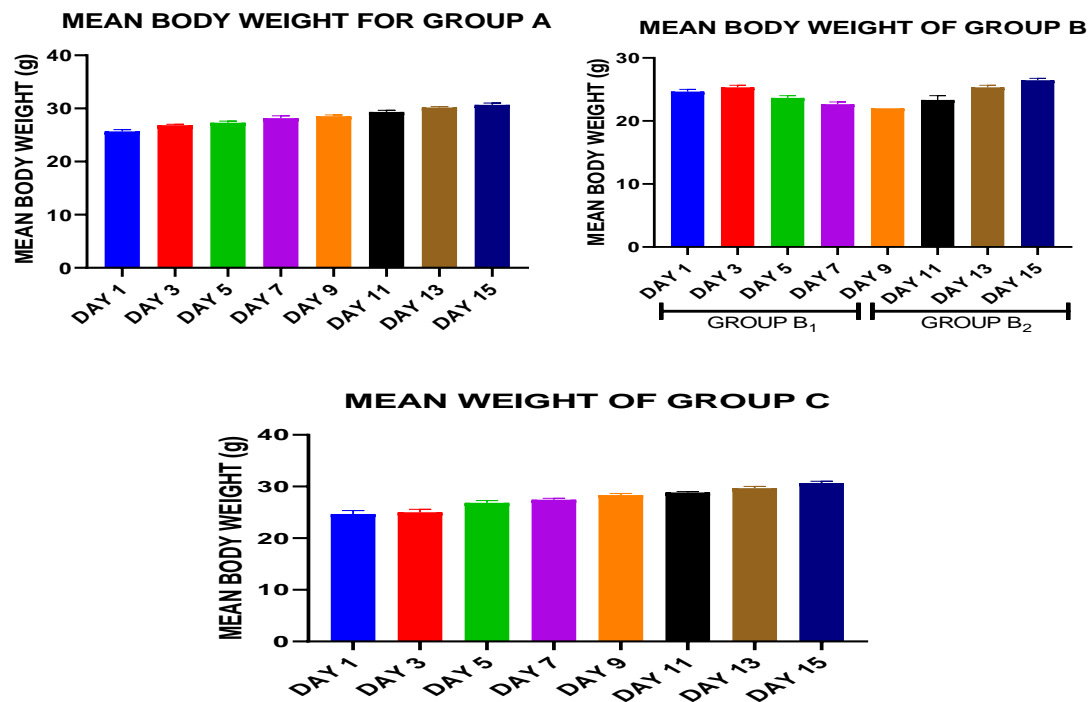 MEAN BODY WEIGHT FOR GROUP A
MEAN BODY WEIGHT (g)
40
30
20
10
0
DAY 1
DAY 3
DAY 5
DAY 7
DAY 9
DAY 11
DAY 13
DAY 15
MEAN BODY WEIGHT OF GROUP B
MEAN BODY WEIGHT (g)
30
20
10
0
DAY 1
DAY 3
DAY 5
DAY 7
DAY 9
DAY 11
DAY 13
DAY 15
GROUP B₁
GROUP B₂
MEAN WEIGHT OF GROUP C
MEAN BODY WEIGHT (g)
40
30
20
10
0
DAY 1
DAY 3
DAY 5
DAY 7
DAY 9
DAY 11
DAY 13
DAY 15